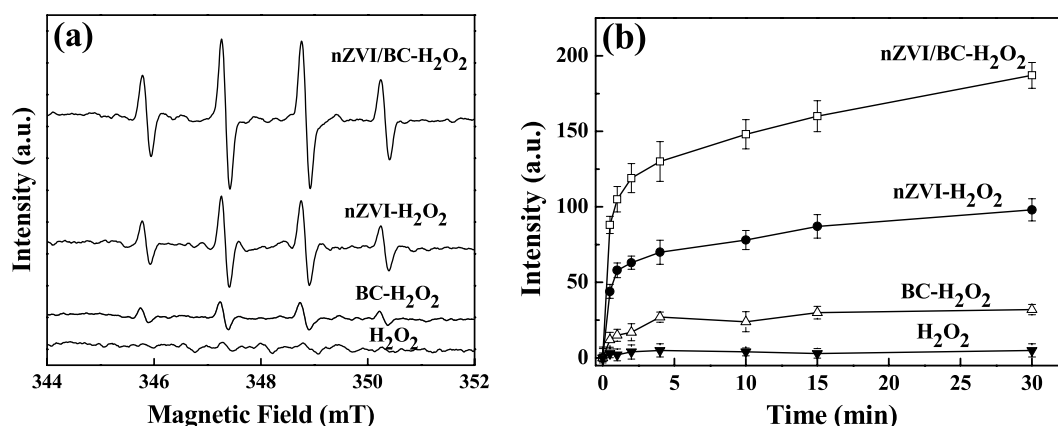 (a)
nZVI/BC-H₂O₂
nZVI-H₂O₂
BC-H₂O₂
H₂O₂
Intensity (a.u.)
344 346 348 350 352
Magnetic Field (mT)
(b)
nZVI/BC-H₂O₂
nZVI-H₂O₂
BC-H₂O₂
H₂O₂
Intensity (a.u.)
200
150
100
50
0
0 5 10 15 20 25 30
Time (min)